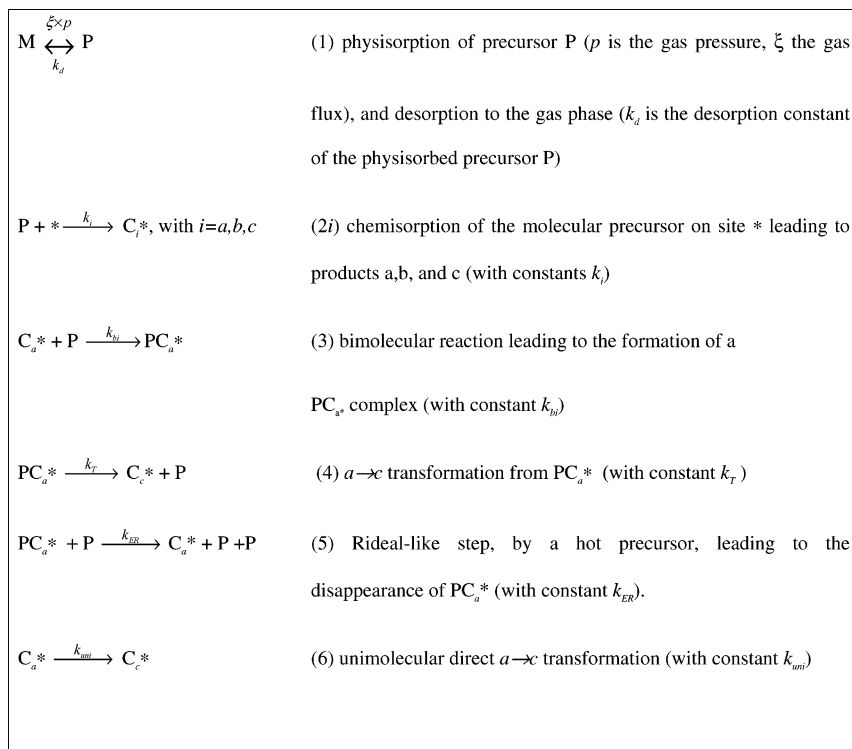 ξ×p
M ↔ P (1) physisorption of precursor P (p is the gas pressure, ξ the gas
k_d
flux), and desorption to the gas phase (k_d is the desorption constant
of the physisorbed precursor P)
P + * —k_i→ C_i*, with i=a,b,c (2i) chemisorption of the molecular precursor on site * leading to
products a,b, and c (with constants k_i)
C_a* + P —k_bi→ PC_a* (3) bimolecular reaction leading to the formation of a
PC_a* complex (with constant k_bi)
PC_a* —k_T→ C_c* + P (4) a→c transformation from PC_a* (with constant k_T )
PC_a* + P —k_ER→ C_a* + P +P (5) Rideal-like step, by a hot precursor, leading to the
disappearance of PC_a* (with constant k_ER).
C_a* —k_uni→ C_c* (6) unimolecular direct a→c transformation (with constant k_uni)